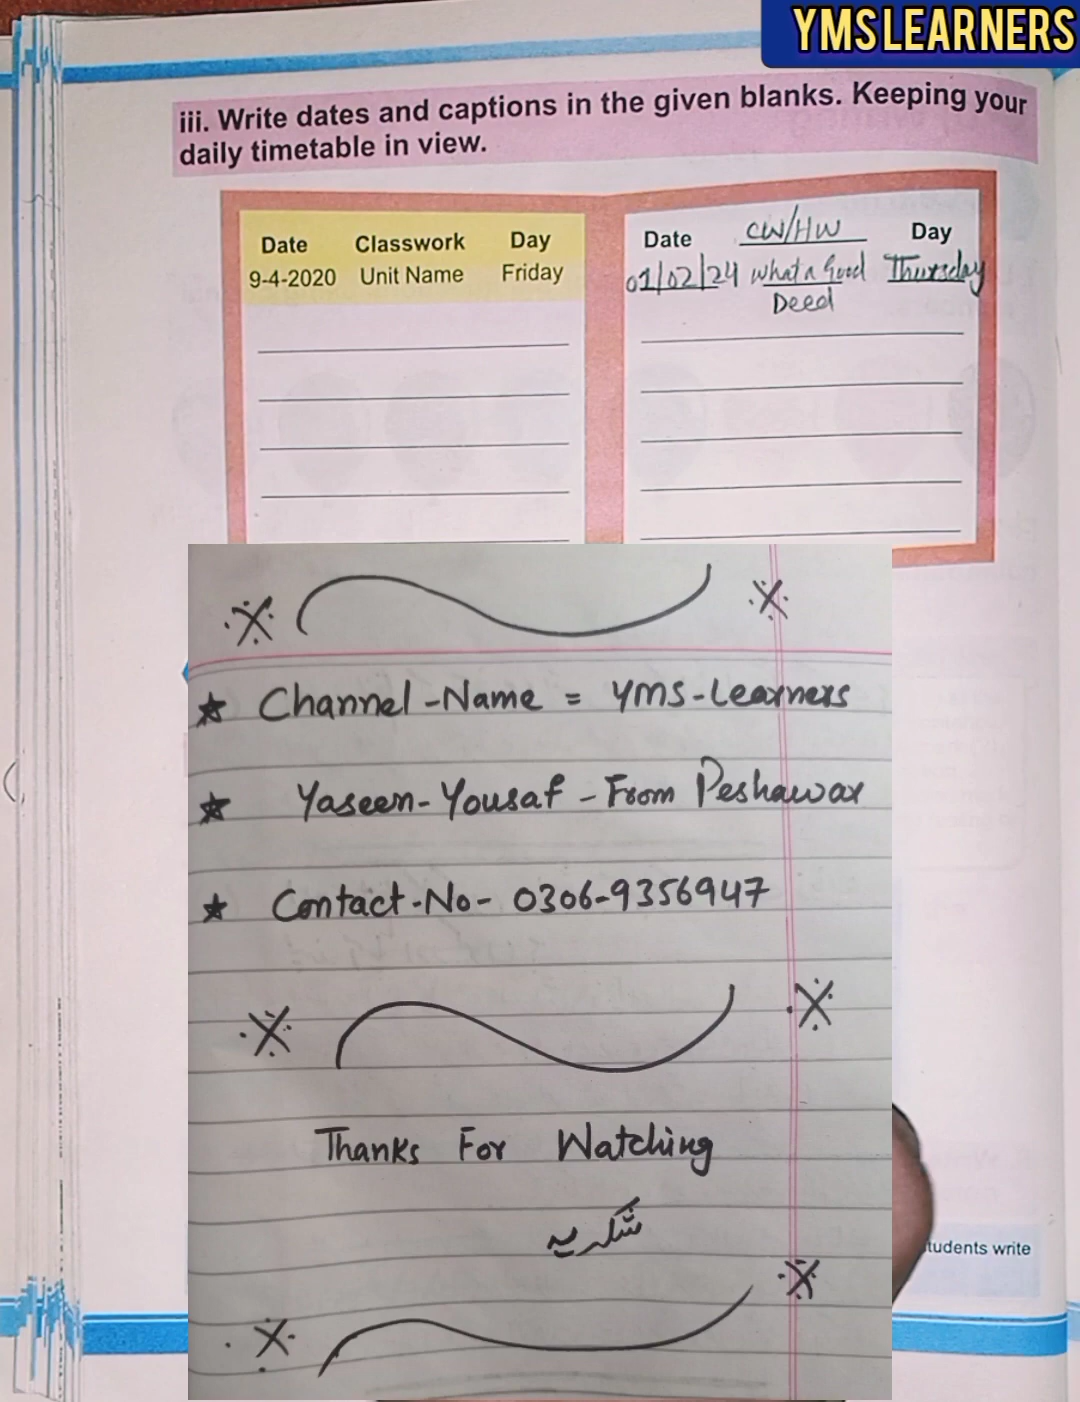 YMS LEARNERS
iii. Write dates and captions in the given blanks. Keeping your
daily timetable in view.
Date Classwork Day
9-4-2020 Unit Name Friday
Date CW/HW Day
01/02/24 What a Good Thursday
Deed
Channel-Name = YMS-Learners
Yaseen-Yousaf-From Peshawar
Contact-No- 0306-9356947
Thanks For Watching
شکریہ
tudents write